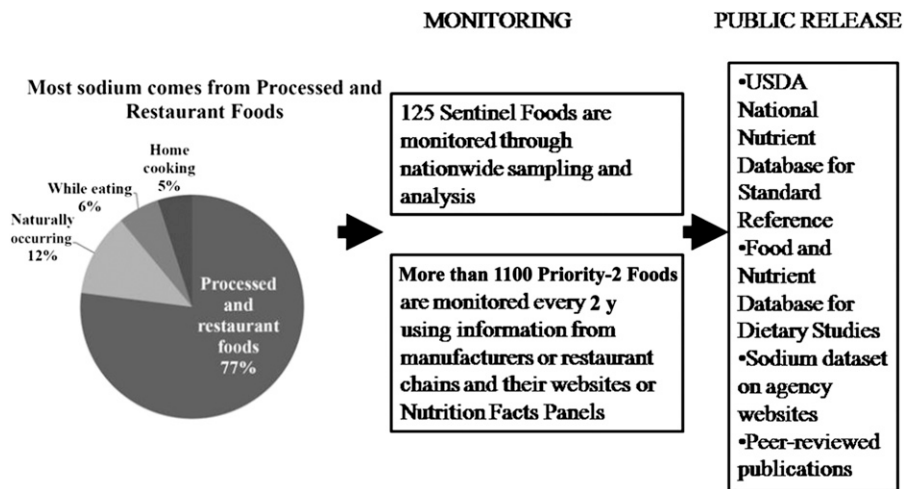 MONITORING
PUBLIC RELEASE
Most sodium comes from Processed and
Restaurant Foods
Home
cooking
5%
While eating
6%
Naturally
occurring
12%
Processed
and
restaurant
foods
77%
125 Sentinel Foods are
monitored through
nationwide sampling and
analysis
More than 1100 Priority-2 Foods
are monitored every 2 y
using information from
manufacturers or restaurant
chains and their websites or
Nutrition Facts Panels
•USDA
National
Nutrient
Database for
Standard
Reference
•Food and
Nutrient
Database for
Dietary Studies
•Sodium dataset
on agency
websites
•Peer-reviewed
publications